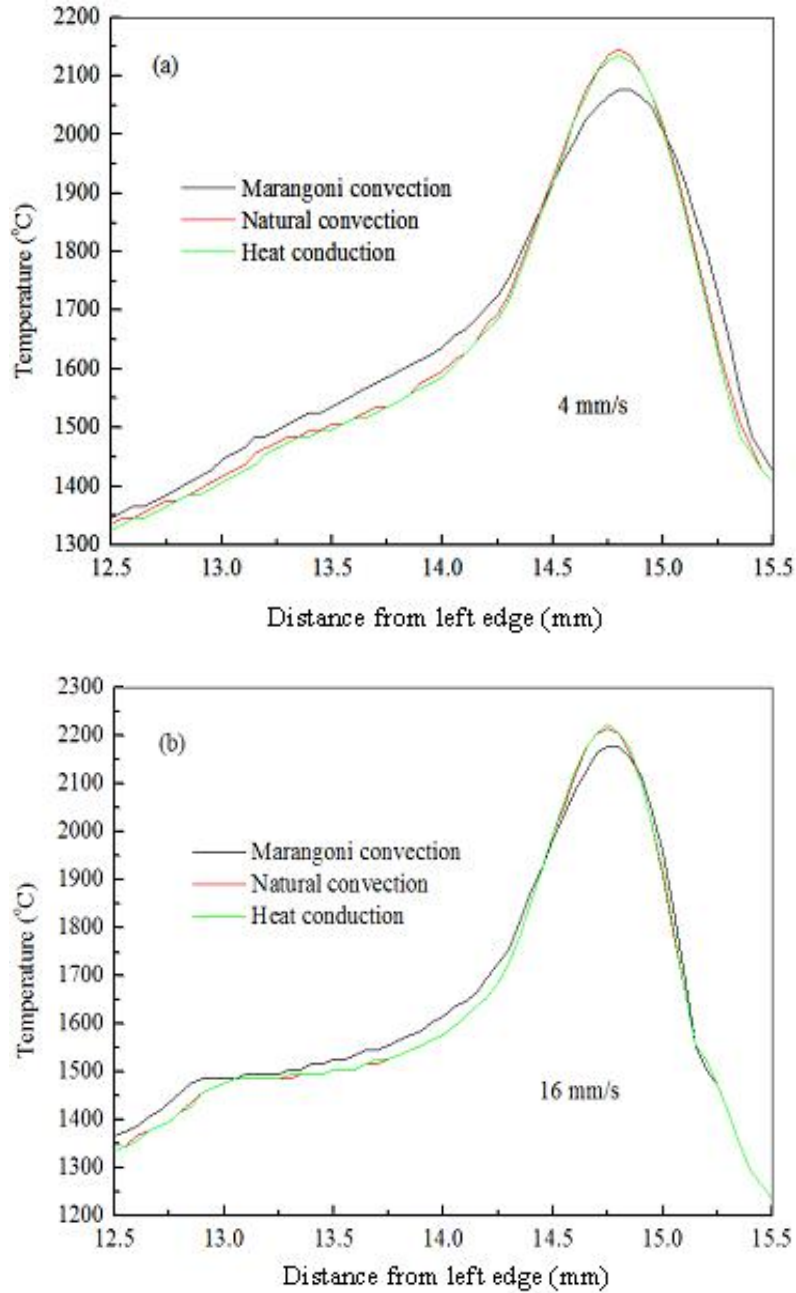 2200
2100
2000
1900
1800
1700
1600
1500
1400
1300
Temperature (°C)
(a)
Marangoni convection
Natural convection
Heat conduction
4 mm/s
12.5 13.0 13.5 14.0 14.5 15.0 15.5
Distance from left edge (mm)
2300
2200
2100
2000
1900
1800
1700
1600
1500
1400
1300
1200
Temperature (°C)
(b)
Marangoni convection
Natural convection
Heat conduction
16 mm/s
12.5 13.0 13.5 14.0 14.5 15.0 15.5
Distance from left edge (mm)